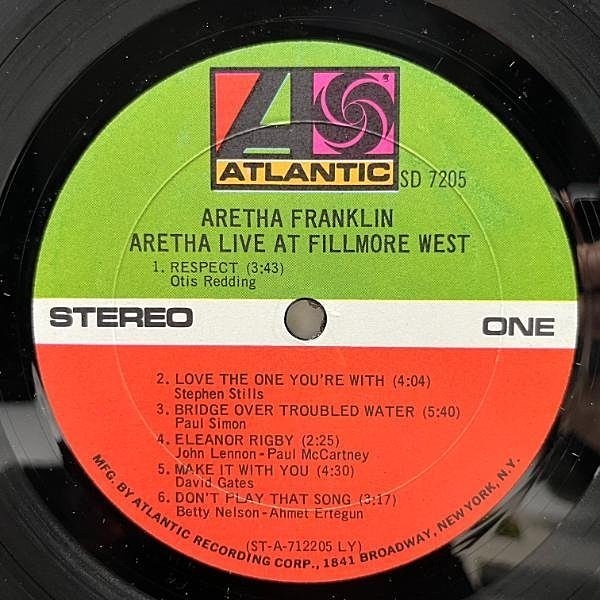 ATLANTIC
SD 7205
ARETHA FRANKLIN
ARETHA LIVE AT FILLMORE WEST
1. RESPECT (3:43)
Otis Redding
STEREO ONE
2. LOVE THE ONE YOU'RE WITH (4:04)
Stephen Stills
3. BRIDGE OVER TROUBLED WATER (5:40)
Paul Simon
4. ELEANOR RIGBY (2:25)
John Lennon-Paul McCartney
5. MAKE IT WITH YOU (4:30)
David Gates
6. DON'T PLAY THAT SONG (3:17)
Betty Nelson-Ahmet Ertegun
(ST-A-712205 LY)
MFG. BY ATLANTIC RECORDING CORP., 1841 BROADWAY, NEW YORK, N.Y.